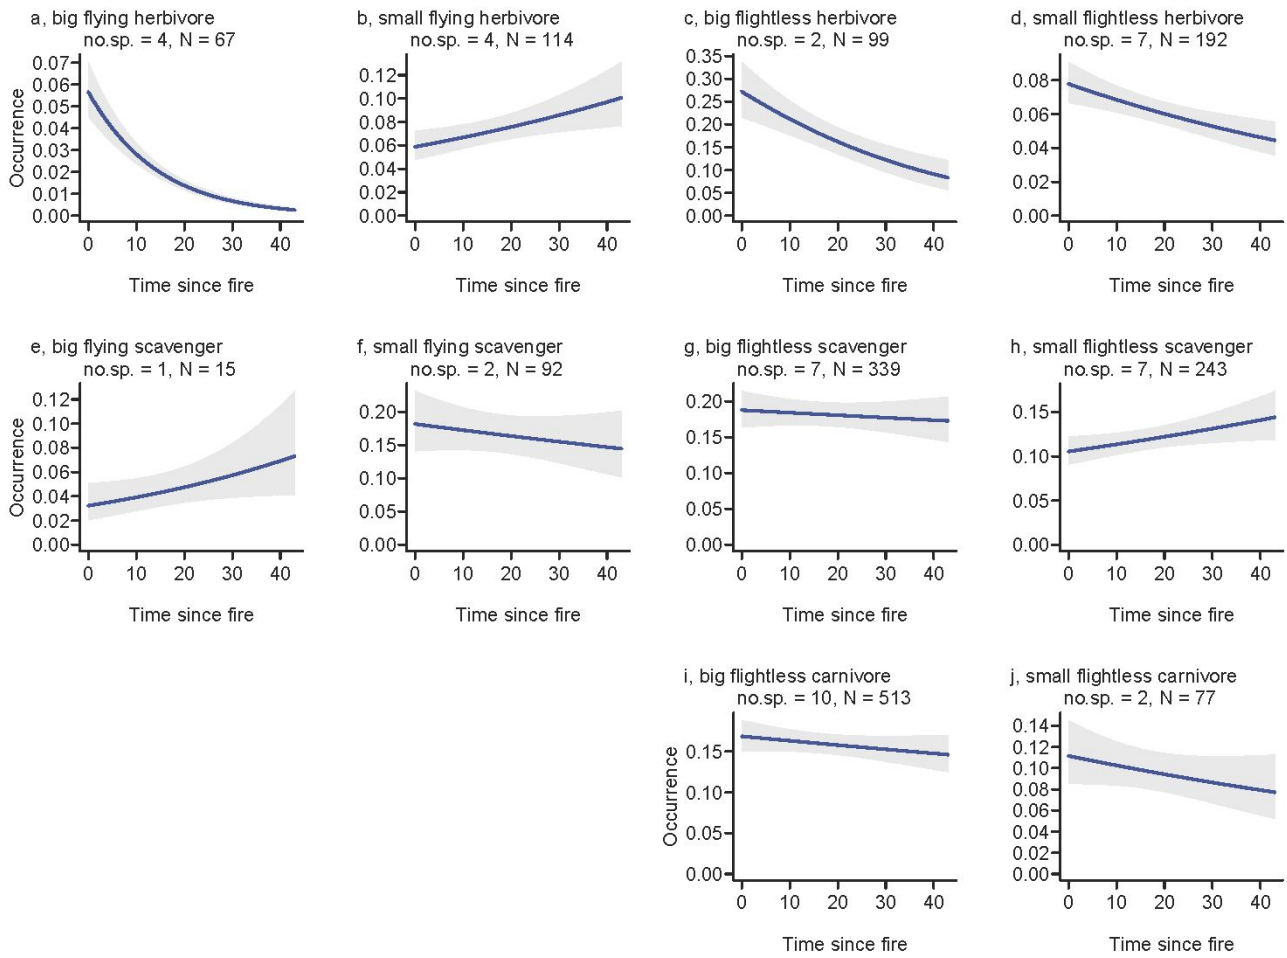 a, big flying herbivore
no.sp. = 4, N = 67
0.07
0.06
0.05
0.04
0.03
0.02
0.01
0.00
Occurrence
0 10 20 30 40
Time since fire
b, small flying herbivore
no.sp. = 4, N = 114
0.12
0.10
0.08
0.06
0.04
0.02
0.00
0 10 20 30 40
Time since fire
c, big flightless herbivore
no.sp. = 2, N = 99
0.35
0.30
0.25
0.20
0.15
0.10
0.05
0.00
0 10 20 30 40
Time since fire
d, small flightless herbivore
no.sp. = 7, N = 192
0.08
0.06
0.04
0.02
0.00
0 10 20 30 40
Time since fire
e, big flying scavenger
no.sp. = 1, N = 15
0.12
0.10
0.08
0.06
0.04
0.02
0.00
Occurrence
0 10 20 30 40
Time since fire
f, small flying scavenger
no.sp. = 2, N = 92
0.20
0.15
0.10
0.05
0.00
0 10 20 30 40
Time since fire
g, big flightless scavenger
no.sp. = 7, N = 339
0.20
0.15
0.10
0.05
0.00
0 10 20 30 40
Time since fire
h, small flightless scavenger
no.sp. = 7, N = 243
0.15
0.10
0.05
0.00
0 10 20 30 40
Time since fire
i, big flightless carnivore
no.sp. = 10, N = 513
0.15
0.10
0.05
0.00
Occurrence
0 10 20 30 40
Time since fire
j, small flightless carnivore
no.sp. = 2, N = 77
0.14
0.12
0.10
0.08
0.06
0.04
0.02
0.00
0 10 20 30 40
Time since fire